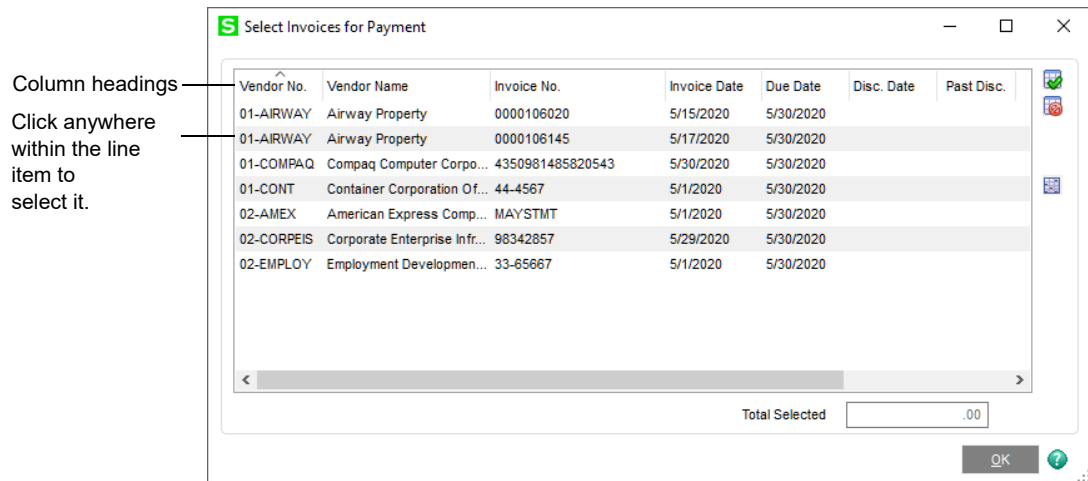 S Select Invoices for Payment
Column headings
Vendor No. Vendor Name Invoice No. Invoice Date Due Date Disc. Date Past Disc.
01-AIRWAY Airway Property 0000106020 5/15/2020 5/30/2020
Click anywhere
within the line
item to
select it.
01-AIRWAY Airway Property 0000106145 5/17/2020 5/30/2020
01-COMPAQ Compaq Computer Corpo... 4350981485820543 5/30/2020 5/30/2020
01-CONT Container Corporation Of... 44-4567 5/1/2020 5/30/2020
02-AMEX American Express Comp... MAYSTMT 5/1/2020 5/30/2020
02-CORPEIS Corporate Enterprise Infr... 98342857 5/29/2020 5/30/2020
02-EMPLOY Employment Developmen... 33-65667 5/1/2020 5/30/2020
Total Selected .00
OK ?